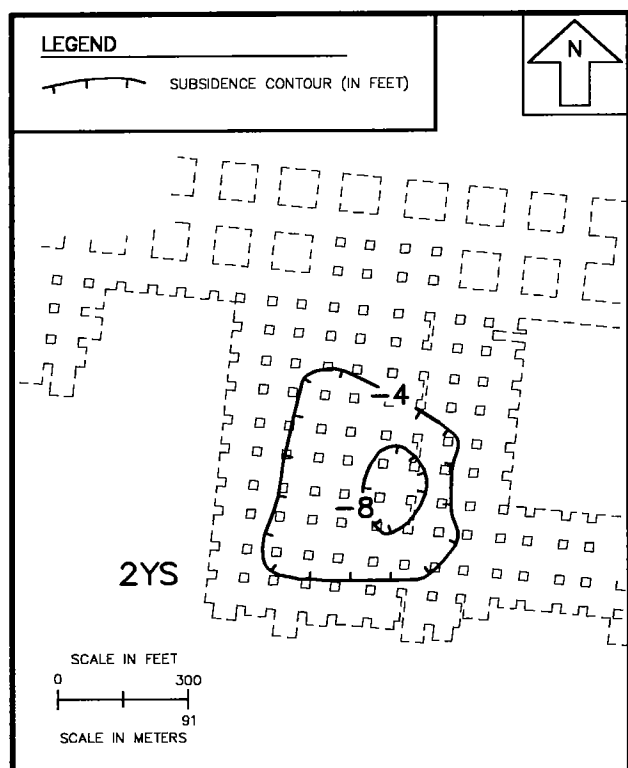 LEGEND
SUBSIDENCE CONTOUR (IN FEET)
N
-4
-8
2YS
SCALE IN FEET
0 300
91
SCALE IN METERS